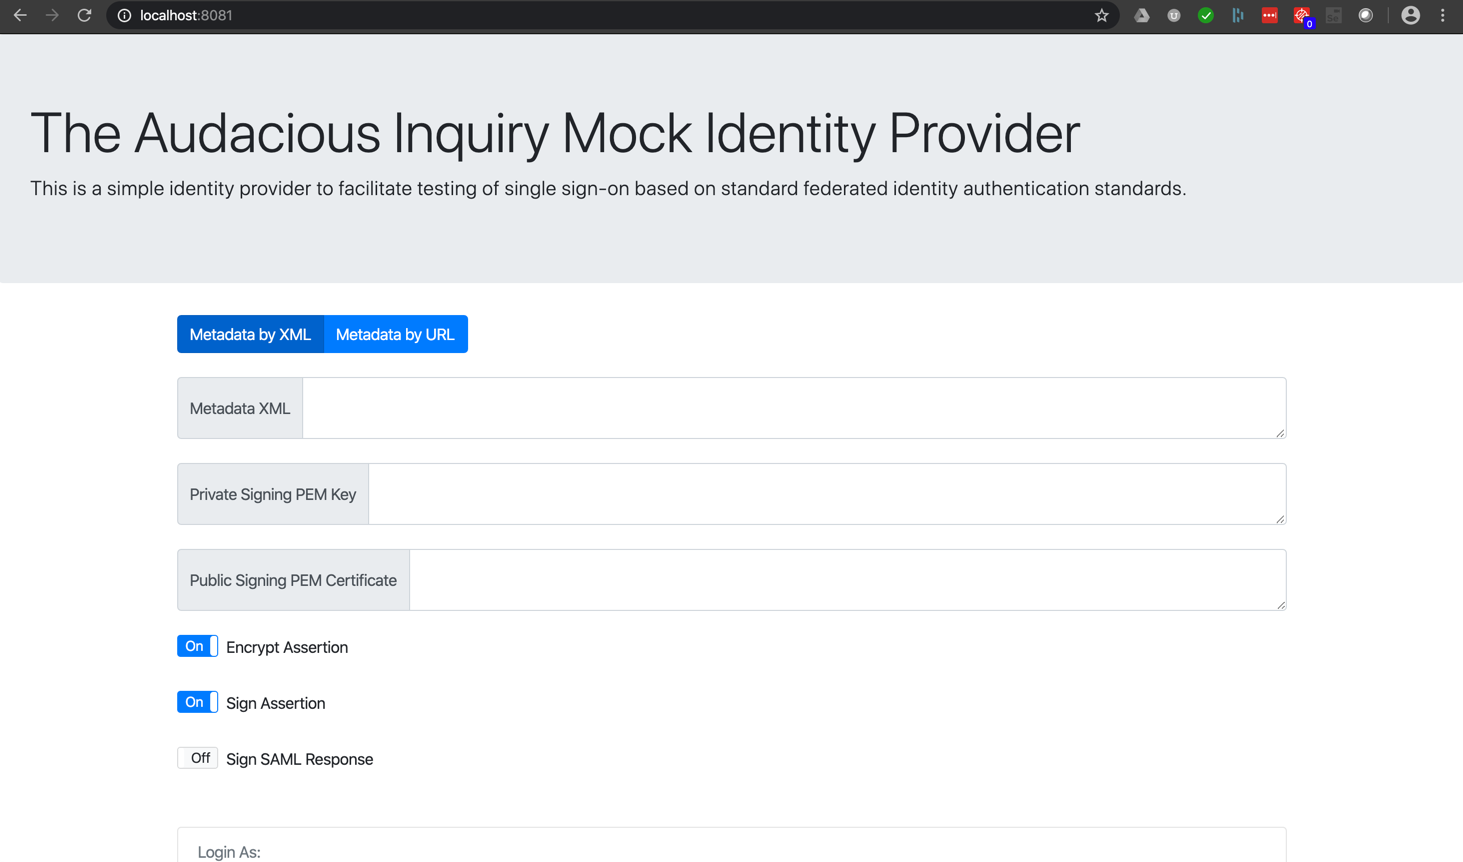 localhost:8081
0
The Audacious Inquiry Mock Identity Provider
This is a simple identity provider to facilitate testing of single sign-on based on standard federated identity authentication standards.
Metadata by XML Metadata by URL
Metadata XML
Private Signing PEM Key
Public Signing PEM Certificate
On Encrypt Assertion
On Sign Assertion
Off Sign SAML Response
Login As: